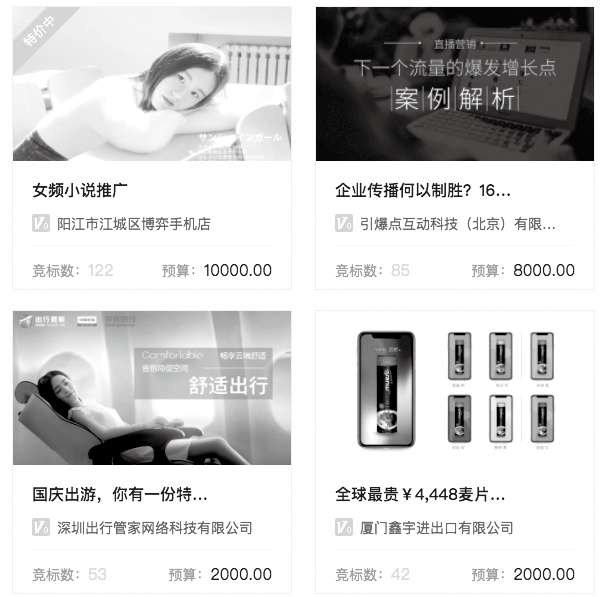 特价中
サンシャインガール
女频小说推广
V0 阳江市江城区博弈手机店
竞标数：122 预算：10000.00
直播营销
下一个流量的爆发增长点
案例解析
企业传播何以制胜？16...
V0 引爆点互动科技（北京）有限...
竞标数：85 预算：8000.00
出行管家
Comfortable 畅享云端舒适
舒适出行
国庆出游，你有一份特...
V0 深圳出行管家网络科技有限公司
竞标数：53 预算：2000.00
全球最贵￥4,448麦片...
V0 厦门鑫宇进出口有限公司
竞标数：42 预算：2000.00